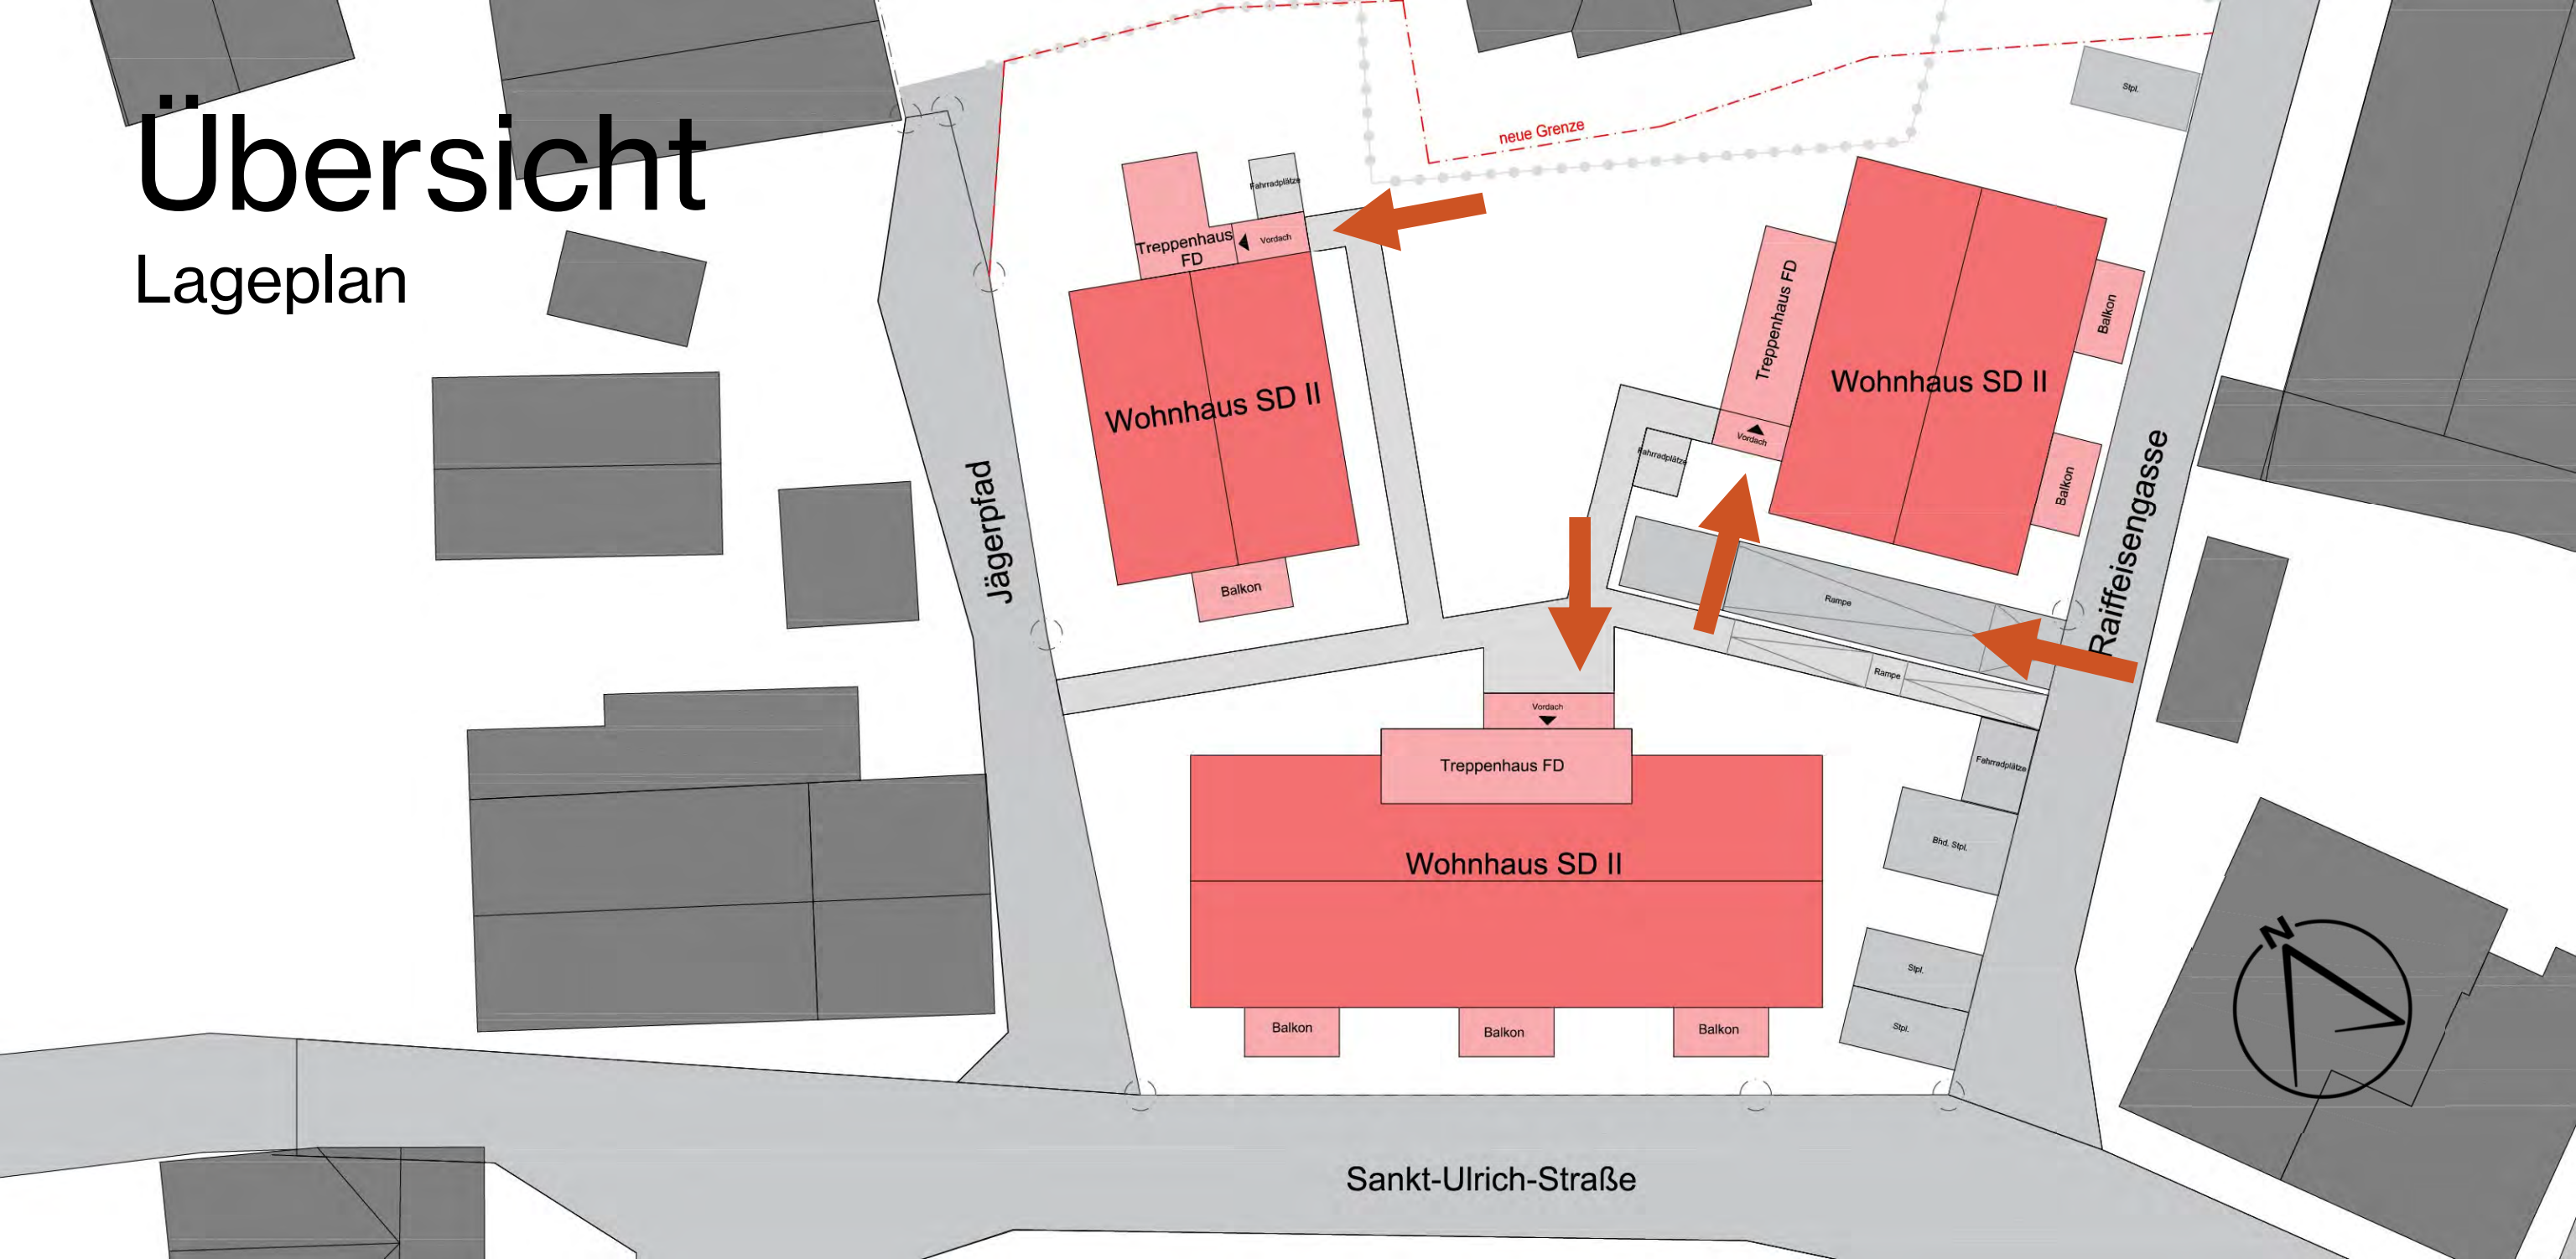 Übersicht
Lageplan
neue Grenze
Stpl.
Fahrradplätze
Treppenhaus
FD
Vordach
Wohnhaus SD II
Balkon
Jägerpfad
Treppenhaus FD
Vordach
Fahrradplätze
Wohnhaus SD II
Balkon
Balkon
Raiffeisengasse
Rampe
Rampe
Vordach
Treppenhaus FD
Wohnhaus SD II
Balkon
Balkon
Balkon
Fahrradplätze
Bhd. Stpl.
Stpl.
Stpl.
N
Sankt-Ulrich-Straße